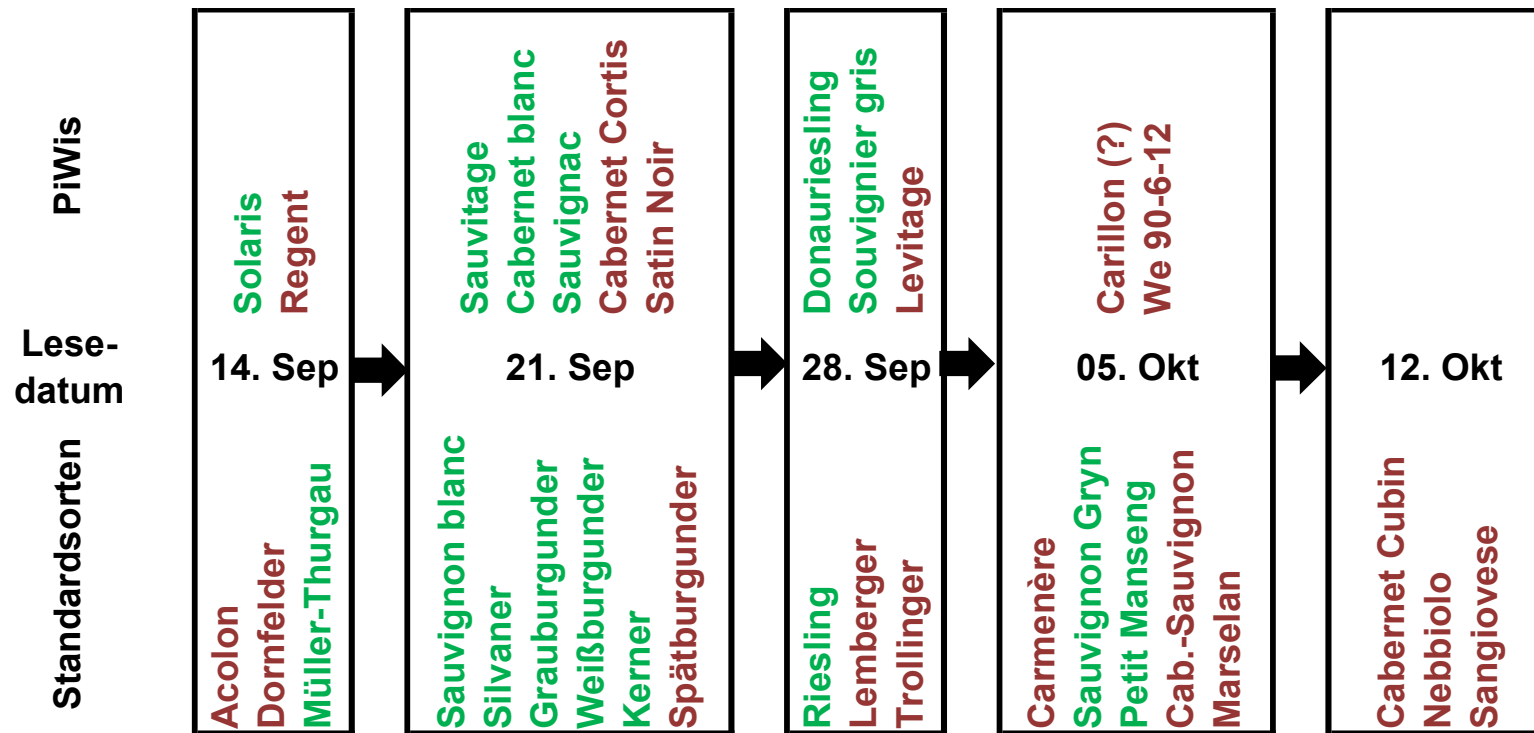 PiWis
Solaris
Regent
Sauvitage
Cabernet blanc
Sauvignac
Cabernet Cortis
Satin Noir
Donauriesling
Souvignier gris
Levitage
Carillon (?)
We 90-6-12
Lese-
datum
14. Sep
21. Sep
28. Sep
05. Okt
12. Okt
Standardsorten
Acolon
Dornfelder
Müller-Thurgau
Sauvignon blanc
Silvaner
Grauburgunder
Weißburgunder
Kerner
Spätburgunder
Riesling
Lemberger
Trollinger
Carmenère
Sauvignon Gryn
Petit Manseng
Cab.-Sauvignon
Marselan
Cabernet Cubin
Nebbiolo
Sangiovese